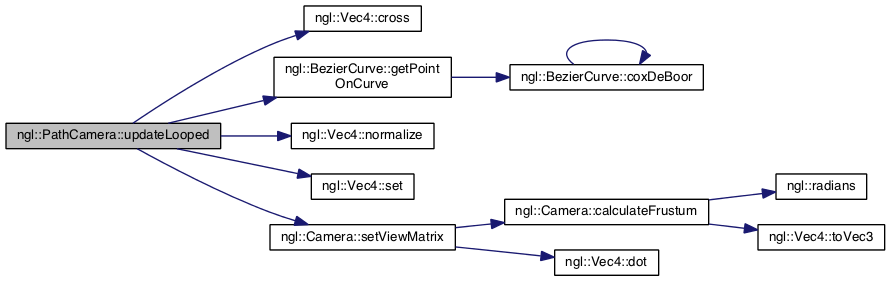 ngl::Vec4::cross
ngl::BezierCurve::getPoint
OnCurve
ngl::BezierCurve::coxDeBoor
ngl::PathCamera::updateLooped
ngl::Vec4::normalize
ngl::Vec4::set
ngl::Camera::setViewMatrix
ngl::Camera::calculateFrustum
ngl::radians
ngl::Vec4::toVec3
ngl::Vec4::dot